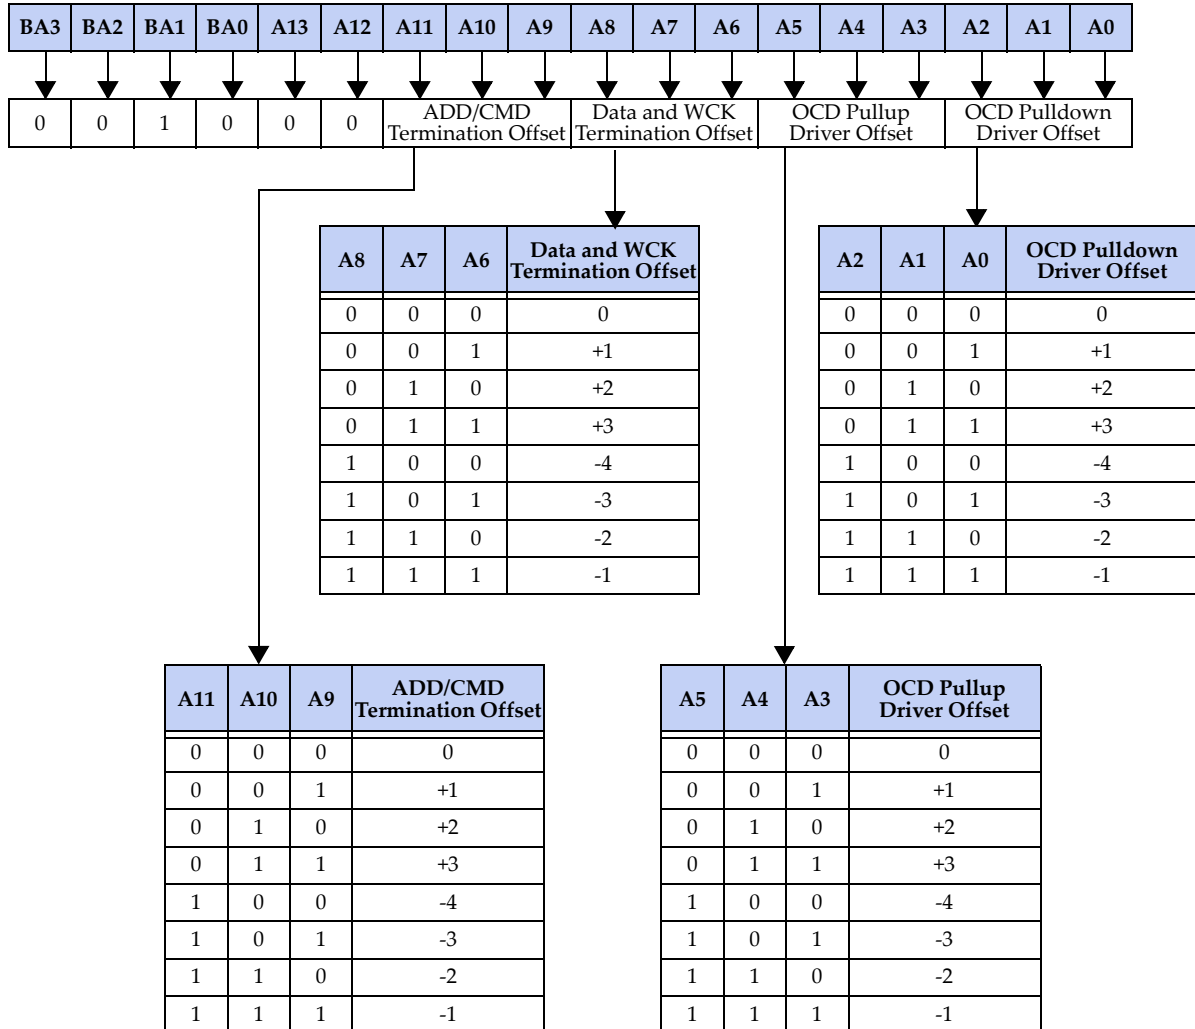 BA3 BA2 BA1 BA0 A13 A12 A11 A10 A9 A8 A7 A6 A5 A4 A3 A2 A1 A0
0 0 1 0 0 0 ADD/CMD Termination Offset Data and WCK Termination Offset OCD Pullup Driver Offset OCD Pulldown Driver Offset
A8 A7 A6 Data and WCK Termination Offset
0 0 0 0
0 0 1 +1
0 1 0 +2
0 1 1 +3
1 0 0 -4
1 0 1 -3
1 1 0 -2
1 1 1 -1
A2 A1 A0 OCD Pulldown Driver Offset
0 0 0 0
0 0 1 +1
0 1 0 +2
0 1 1 +3
1 0 0 -4
1 0 1 -3
1 1 0 -2
1 1 1 -1
A11 A10 A9 ADD/CMD Termination Offset
0 0 0 0
0 0 1 +1
0 1 0 +2
0 1 1 +3
1 0 0 -4
1 0 1 -3
1 1 0 -2
1 1 1 -1
A5 A4 A3 OCD Pullup Driver Offset
0 0 0 0
0 0 1 +1
0 1 0 +2
0 1 1 +3
1 0 0 -4
1 0 1 -3
1 1 0 -2
1 1 1 -1